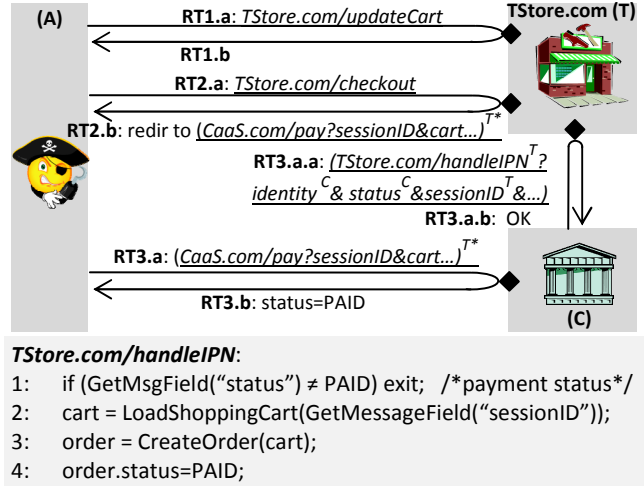 (A)
TStore.com (T)
RT1.a: TStore.com/updateCart
RT1.b
RT2.a: TStore.com/checkout
RT2.b: redir to (CaaS.com/pay?sessionID&cart...)T*
RT3.a.a: (TStore.com/handleIPNT?
identityC& statusC&sessionIDT&...)
RT3.a.b: OK
RT3.a: (CaaS.com/pay?sessionID&cart...)T*
RT3.b: status=PAID
(C)
TStore.com/handleIPN:
1: if (GetMsgField(“status”) ≠ PAID) exit; /*payment status*/
2: cart = LoadShoppingCart(GetMessageField(“sessionID”));
3: order = CreateOrder(cart);
4: order.status=PAID;